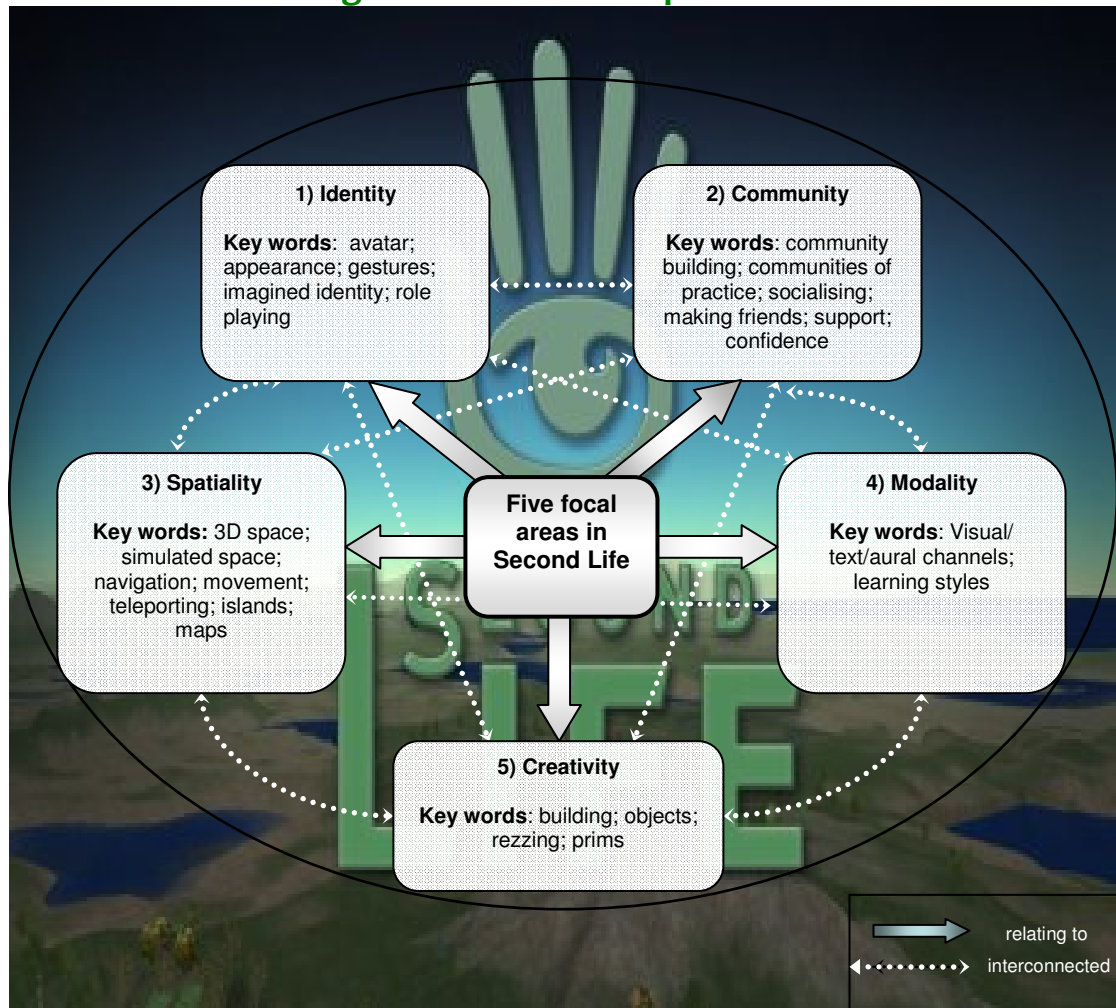 1) Identity
Key words: avatar;
appearance; gestures;
imagined identity; role
playing
2) Community
Key words: community
building; communities of
practice; socialising;
making friends; support;
confidence
3) Spatiality
Key words: 3D space;
simulated space;
navigation; movement;
teleporting; islands;
maps
Five focal
areas in
Second Life
4) Modality
Key words: Visual/
text/aural channels;
learning styles
SECOND
LIFE
5) Creativity
Key words: building; objects;
rezzing; prims
relating to
interconnected